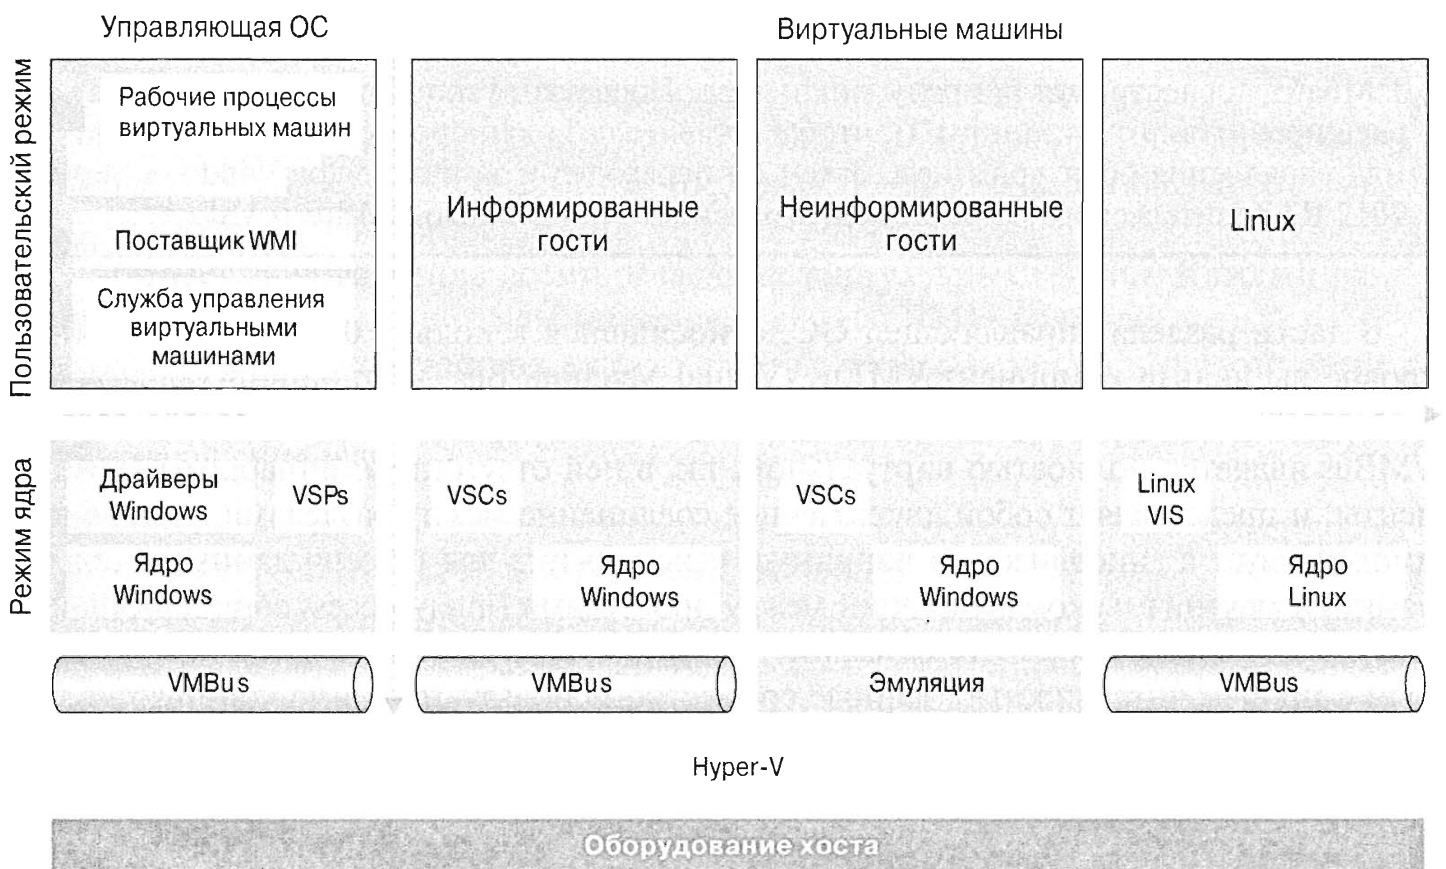 Управляющая ОС
Виртуальные машины
Пользовательский режим
Рабочие процессы
виртуальных машин
Поставщик WMI
Служба управления
виртуальными
машинами
Информированные
гости
Неинформированные
гости
Linux
Режим ядра
Драйверы
Windows
VSPs
Ядро
Windows
VSCs
Ядро
Windows
VSCs
Ядро
Windows
Linux
VIS
Ядро
Linux
VMBus
VMBus
Эмуляция
VMBus
Hyper-V
Оборудование хоста